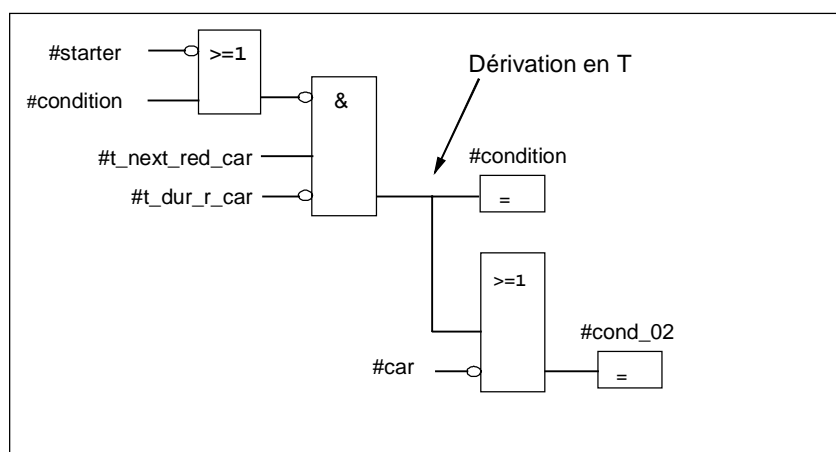 #starter
>=1
#condition
Dérivation en T
&
#t_next_red_car
#condition
#t_dur_r_car
=
>=1
#cond_02
#car
=